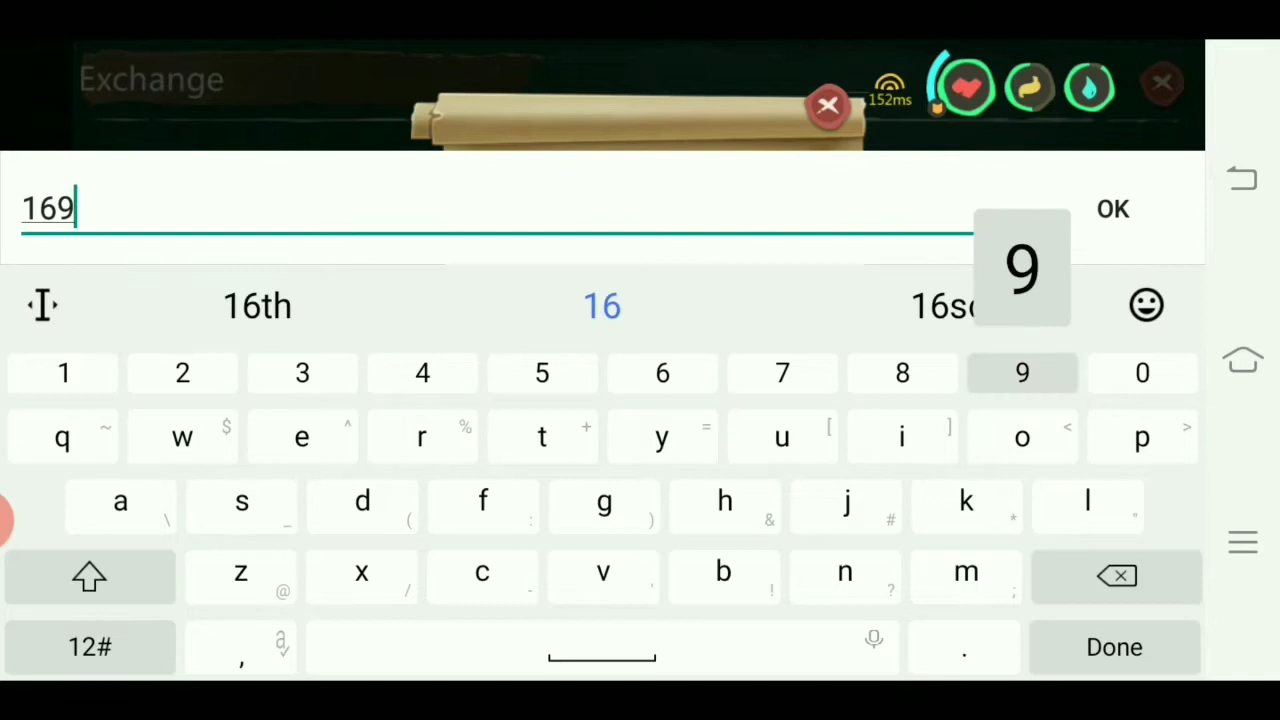 Exchange
152ms
169
OK
9
16th 16 16so
1 2 3 4 5 6 7 8 9 0
q ~ w $ e ^ r % t + y = u [ i ] o < p >
a \ s _ d ( f : g ) h & j # k * l "
z @ x / c - v ' b ! n ? m ;
12# , a . Done